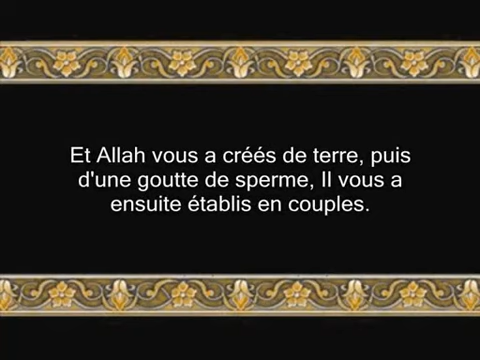 Et Allah vous a créés de terre, puis
d'une goutte de sperme, Il vous a
ensuite établis en couples.